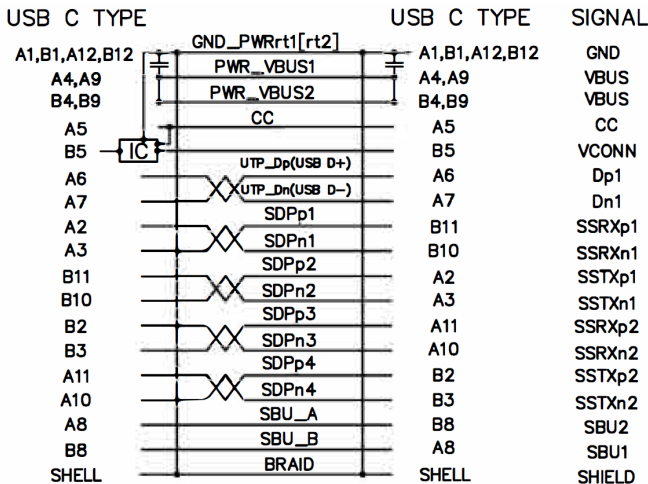 USB C TYPE USB C TYPE SIGNAL
A1,B1,A12,B12 GND_PWRrt1[rt2] A1,B1,A12,B12 GND
A4,A9 PWR_VBUS1 A4,A9 VBUS
B4,B9 PWR_VBUS2 B4,B9 VBUS
A5 CC A5 CC
B5 IC B5 VCONN
A6 UTP_Dp(USB D+) A6 Dp1
A7 UTP_Dn(USB D-) A7 Dn1
A2 SDPp1 B11 SSRXp1
A3 SDPn1 B10 SSRXn1
B11 SDPp2 A2 SSTXp1
B10 SDPn2 A3 SSTXn1
B2 SDPp3 A11 SSRXp2
B3 SDPn3 A10 SSRXn2
A11 SDPp4 B2 SSTXp2
A10 SDPn4 B3 SSTXn2
A8 SBU_A B8 SBU2
B8 SBU_B A8 SBU1
SHELL BRAID SHELL SHIELD